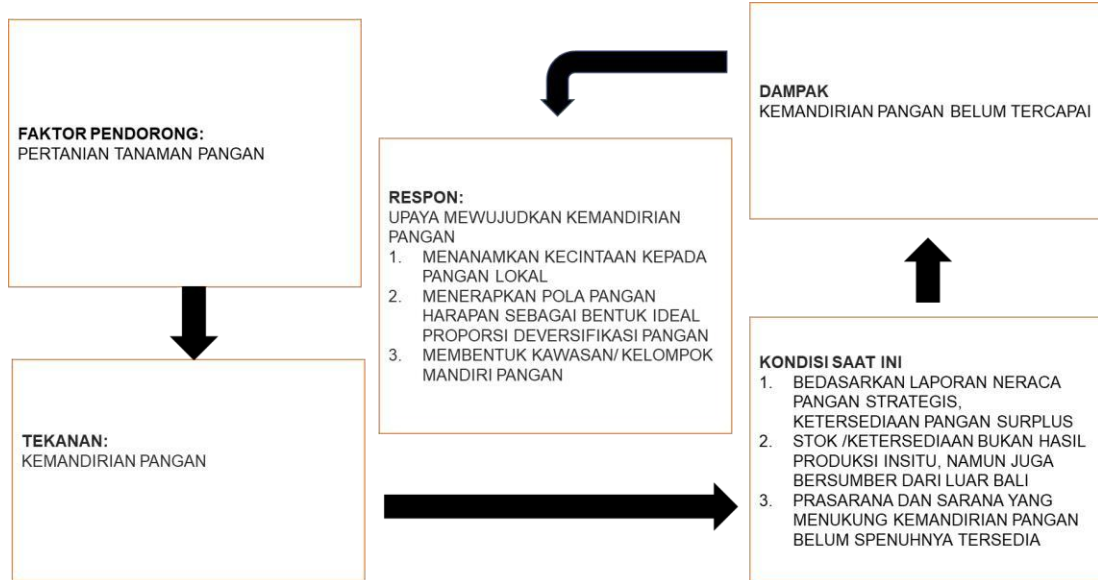 FAKTOR PENDORONG:
PERTANIAN TANAMAN PANGAN
TEKANAN:
KEMANDIRIAN PANGAN
RESPON:
UPAYA MEWUJUDKAN KEMANDIRIAN
PANGAN
1. MENANAMKAN KECINTAAN KEPADA
PANGAN LOKAL
2. MENERAPKAN POLA PANGAN
HARAPAN SEBAGAI BENTUK IDEAL
PROPORSI DEVERSIFIKASI PANGAN
3. MEMBENTUK KAWASAN/ KELOMPOK
MANDIRI PANGAN
DAMPAK
KEMANDIRIAN PANGAN BELUM TERCAPAI
KONDISI SAAT INI
1. BEDASARKAN LAPORAN NERACA
PANGAN STRATEGIS,
KETERSEDIAAN PANGAN SURPLUS
2. STOK /KETERSEDIAAN BUKAN HASIL
PRODUKSI INSITU, NAMUN JUGA
BERSUMBER DARI LUAR BALI
3. PRASARANA DAN SARANA YANG
MENUKUNG KEMANDIRIAN PANGAN
BELUM SPENUHNYA TERSEDIA